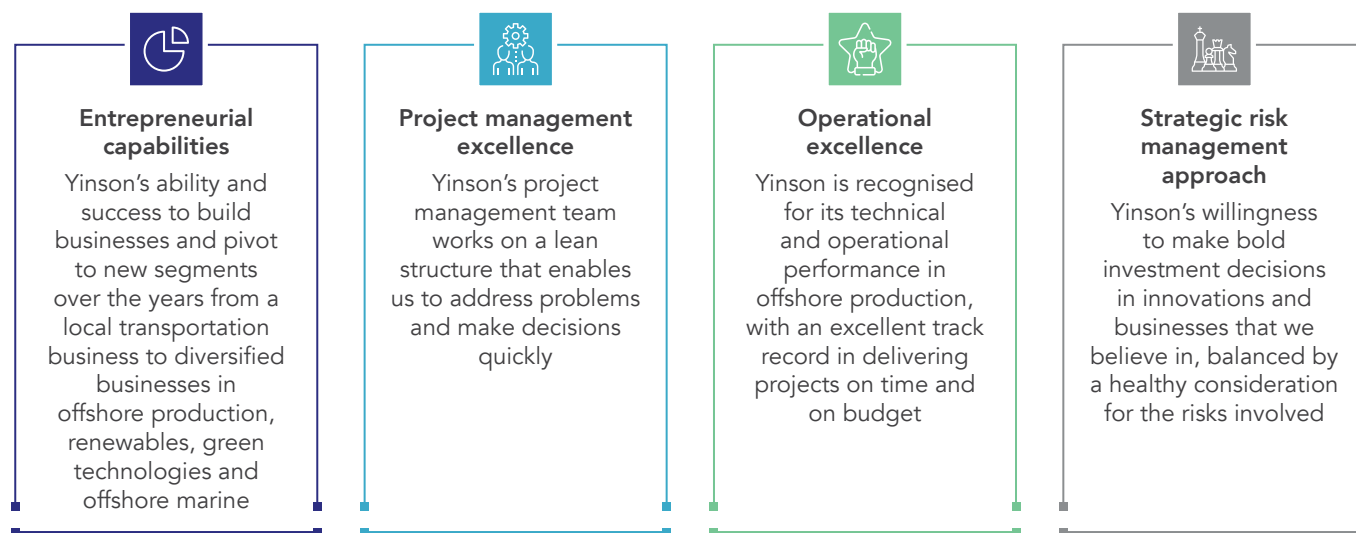 Entrepreneurial
capabilities
Yinson’s ability and
success to build
businesses and pivot
to new segments
over the years from a
local transportation
business to diversified
businesses in
offshore production,
renewables, green
technologies and
offshore marine
Project management
excellence
Yinson’s project
management team
works on a lean
structure that enables
us to address problems
and make decisions
quickly
Operational
excellence
Yinson is recognised
for its technical
and operational
performance in
offshore production,
with an excellent track
record in delivering
projects on time and
on budget
Strategic risk
management
approach
Yinson’s willingness
to make bold
investment decisions
in innovations and
businesses that we
believe in, balanced by
a healthy consideration
for the risks involved